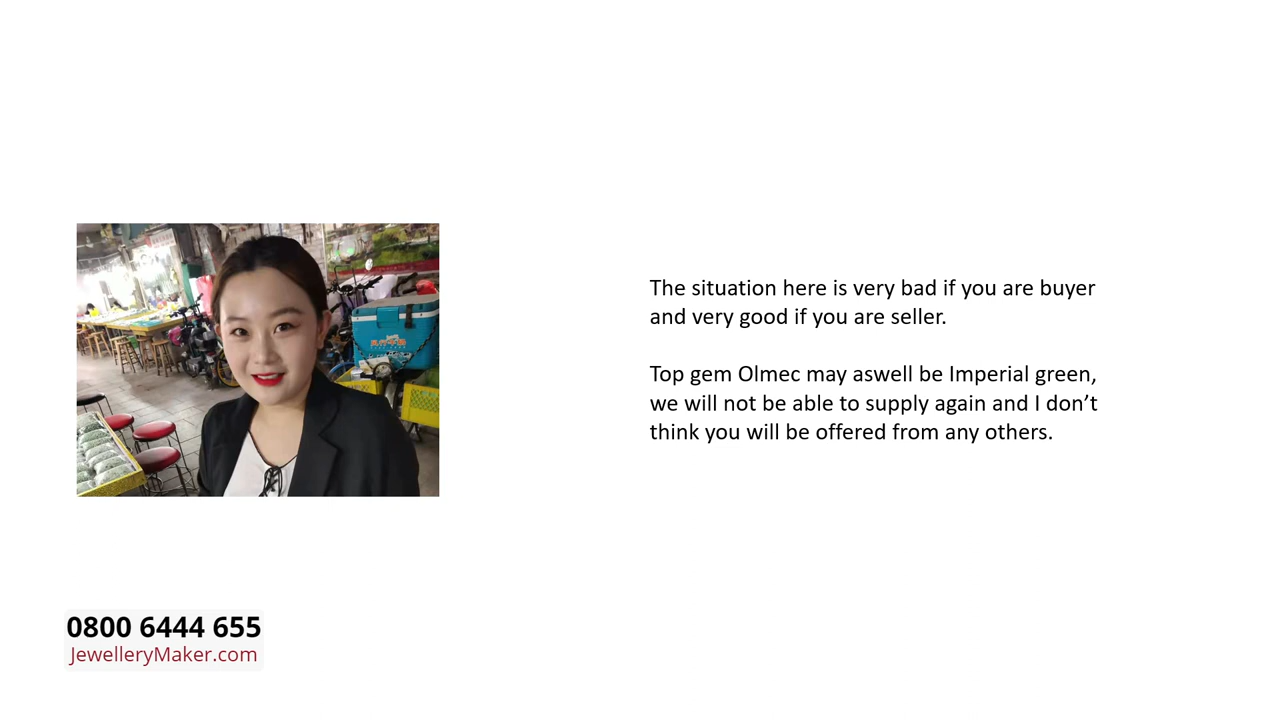 The situation here is very bad if you are buyer
and very good if you are seller.
Top gem Olmec may aswell be Imperial green,
we will not be able to supply again and I don’t
think you will be offered from any others.
0800 6444 655
JewelleryMaker.com